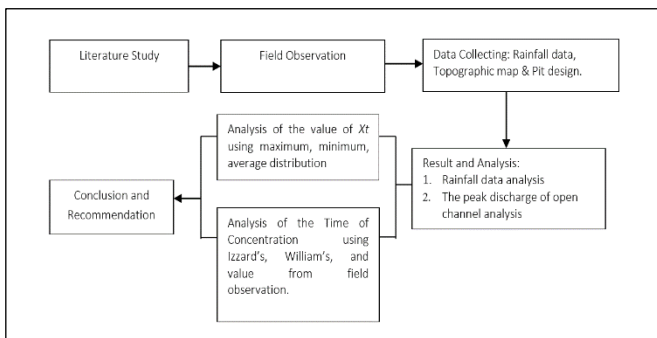 Literature Study
Field Observation
Data Collecting: Rainfall data,
Topographic map & Pit design.
Analysis of the value of Xt
using maximum, minimum,
average distribution
Result and Analysis:
1. Rainfall data analysis
2. The peak discharge of open
channel analysis
Conclusion and
Recommendation
Analysis of the Time of
Concentration using
Izzard's, William's, and
value from field
observation.